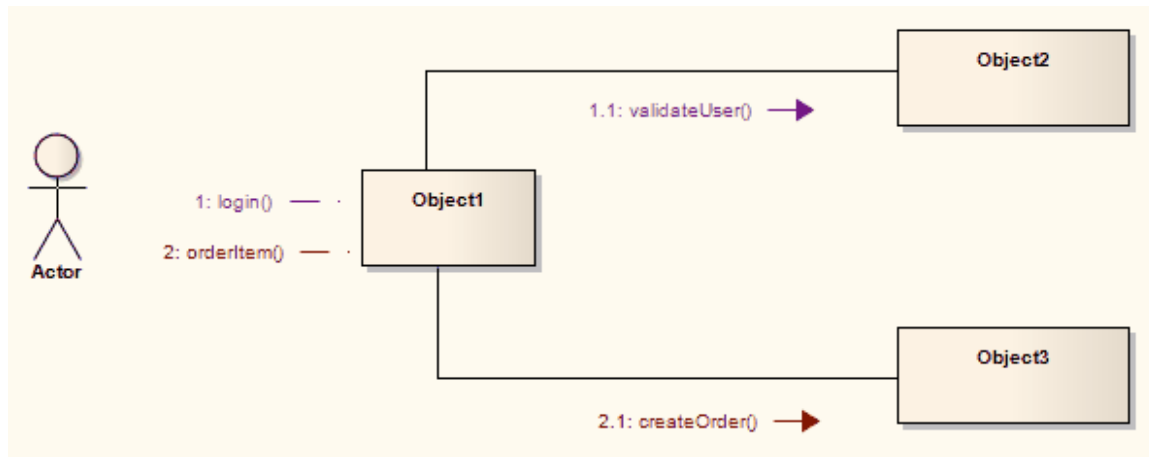 Object2
1.1: validateUser()
Object1
1: login()
2: orderItem()
Actor
Object3
2.1: createOrder()